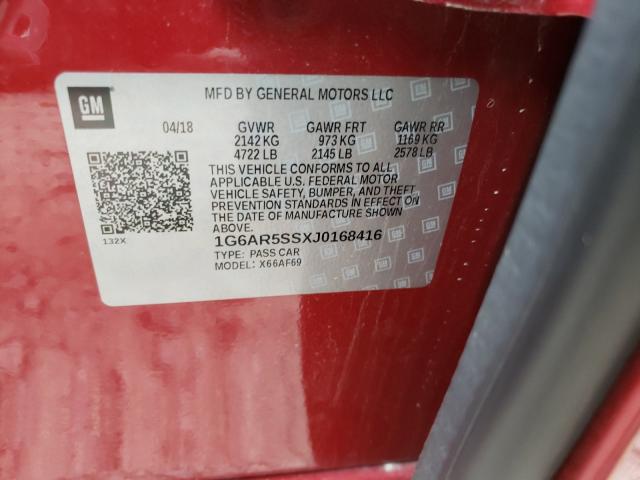 GM
MFD BY GENERAL MOTORS LLC
04/18 GVWR GAWR FRT GAWR RR
2142 KG 973 KG 1169 KG
4722 LB 2145 LB 2578 LB
THIS VEHICLE CONFORMS TO ALL
APPLICABLE U.S. FEDERAL MOTOR
VEHICLE SAFETY, BUMPER, AND THEFT
PREVENTION STANDARDS IN EFFECT ON
THE DATE OF MANUFACTURE SHOWN
ABOVE.
132X 1G6AR5SSXJ0168416
TYPE: PASS CAR
MODEL: X66AF69